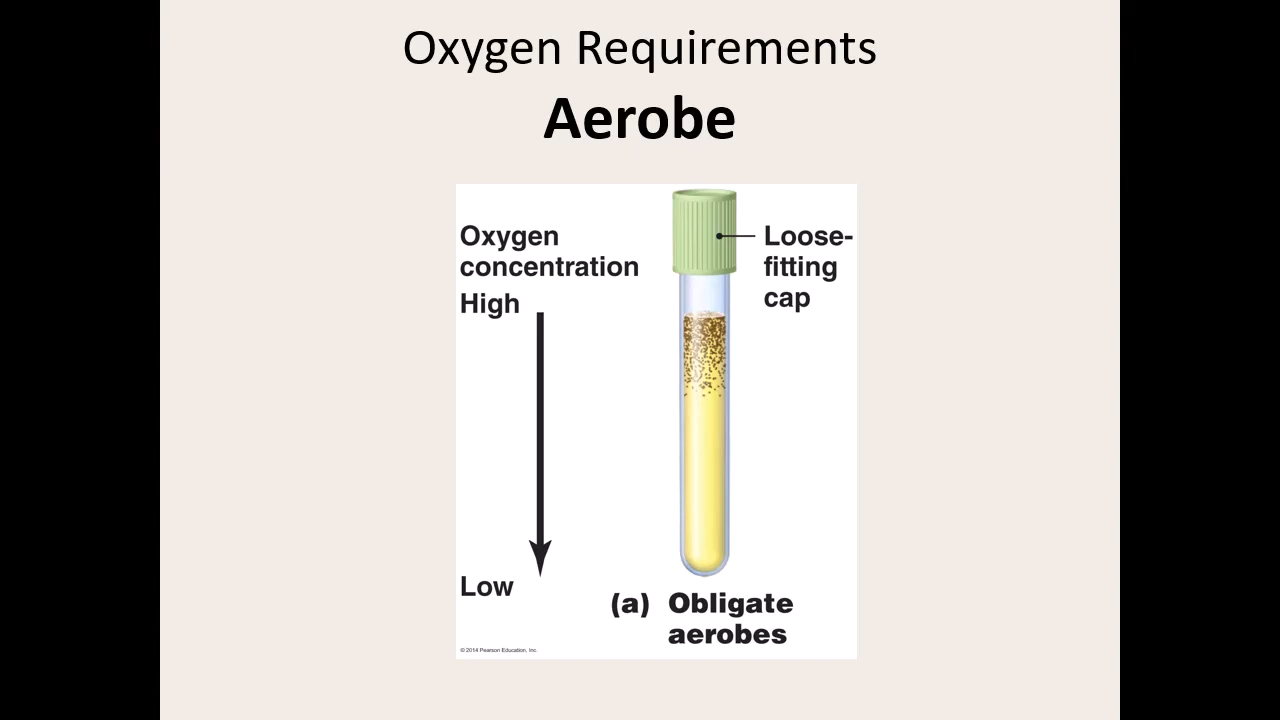 Oxygen Requirements
Aerobe
Oxygen
concentration
High
Low
Loose-
fitting
cap
(a) Obligate
aerobes
© 2014 Pearson Education, Inc.